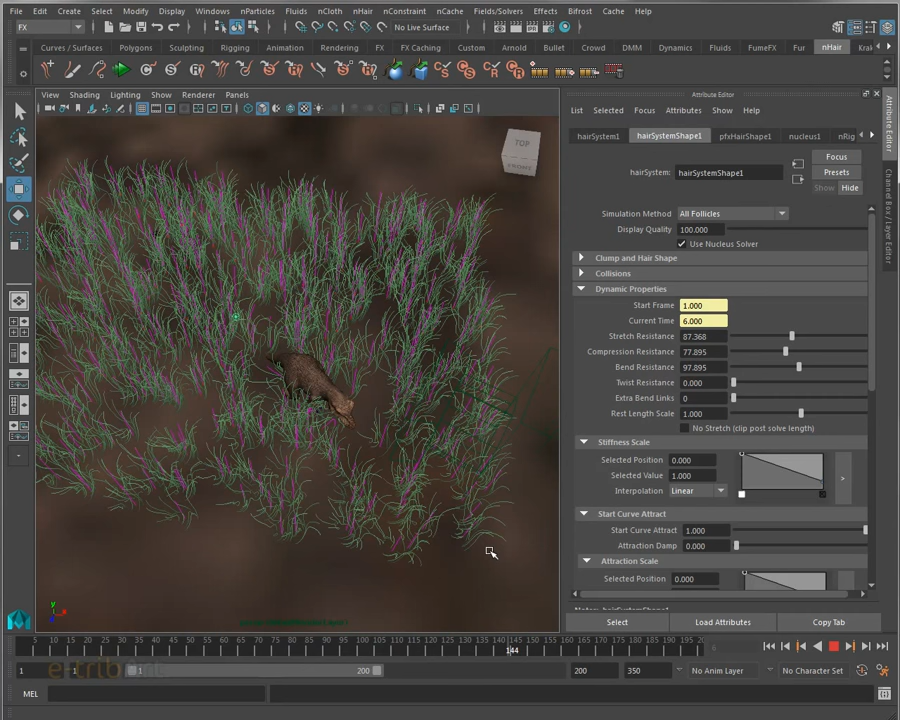 File Edit Create Select Modify Display Windows nParticles Fluids nCloth nHair nConstraint nCache Fields/Solvers Effects Bifrost Cache Help
FX No Live Surface
Curves / Surfaces Polygons Sculpting Rigging Animation Rendering FX FX Caching Custom Arnold Bullet Crowd DMM Dynamics Fluids FumeFX Fur nHair
View Shading Lighting Show Renderer Panels
TOP
Attribute Editor
List Selected Focus Attributes Show Help
hairSystem1 hairSystemShape1 pfxHairShape1 nucleus1 nRig
hairSystem: hairSystemShape1
Focus
Presets
Show Hide
Simulation Method All Follicles
Display Quality 100.000
Use Nucleus Solver
Clump and Hair Shape
Collisions
Dynamic Properties
Start Frame 1.000
Current Time 6.000
Stretch Resistance 87.368
Compression Resistance 77.895
Bend Resistance 97.895
Twist Resistance 0.000
Extra Bend Links 0
Rest Length Scale 1.000
No Stretch (clip post solve length)
Stiffness Scale
Selected Position 0.000
Selected Value 1.000
Interpolation Linear
>
Start Curve Attract
Start Curve Attract 1.000
Attraction Damp 0.000
Attraction Scale
Selected Position 0.000
Notes: hairSystemShape1
Select Load Attributes Copy Tab
Attribute Editor
Channel Box / Layer Editor
y x z
5 10 15 20 25 30 35 40 45 50 55 60 65 70 75 80 85 90 95 100 105 110 115 120 125 130 135 140 145 150 155 160 165 170 175 180 185 190 195 200
144
6
1 1 1 200 200 350 No Anim Layer No Character Set
MEL